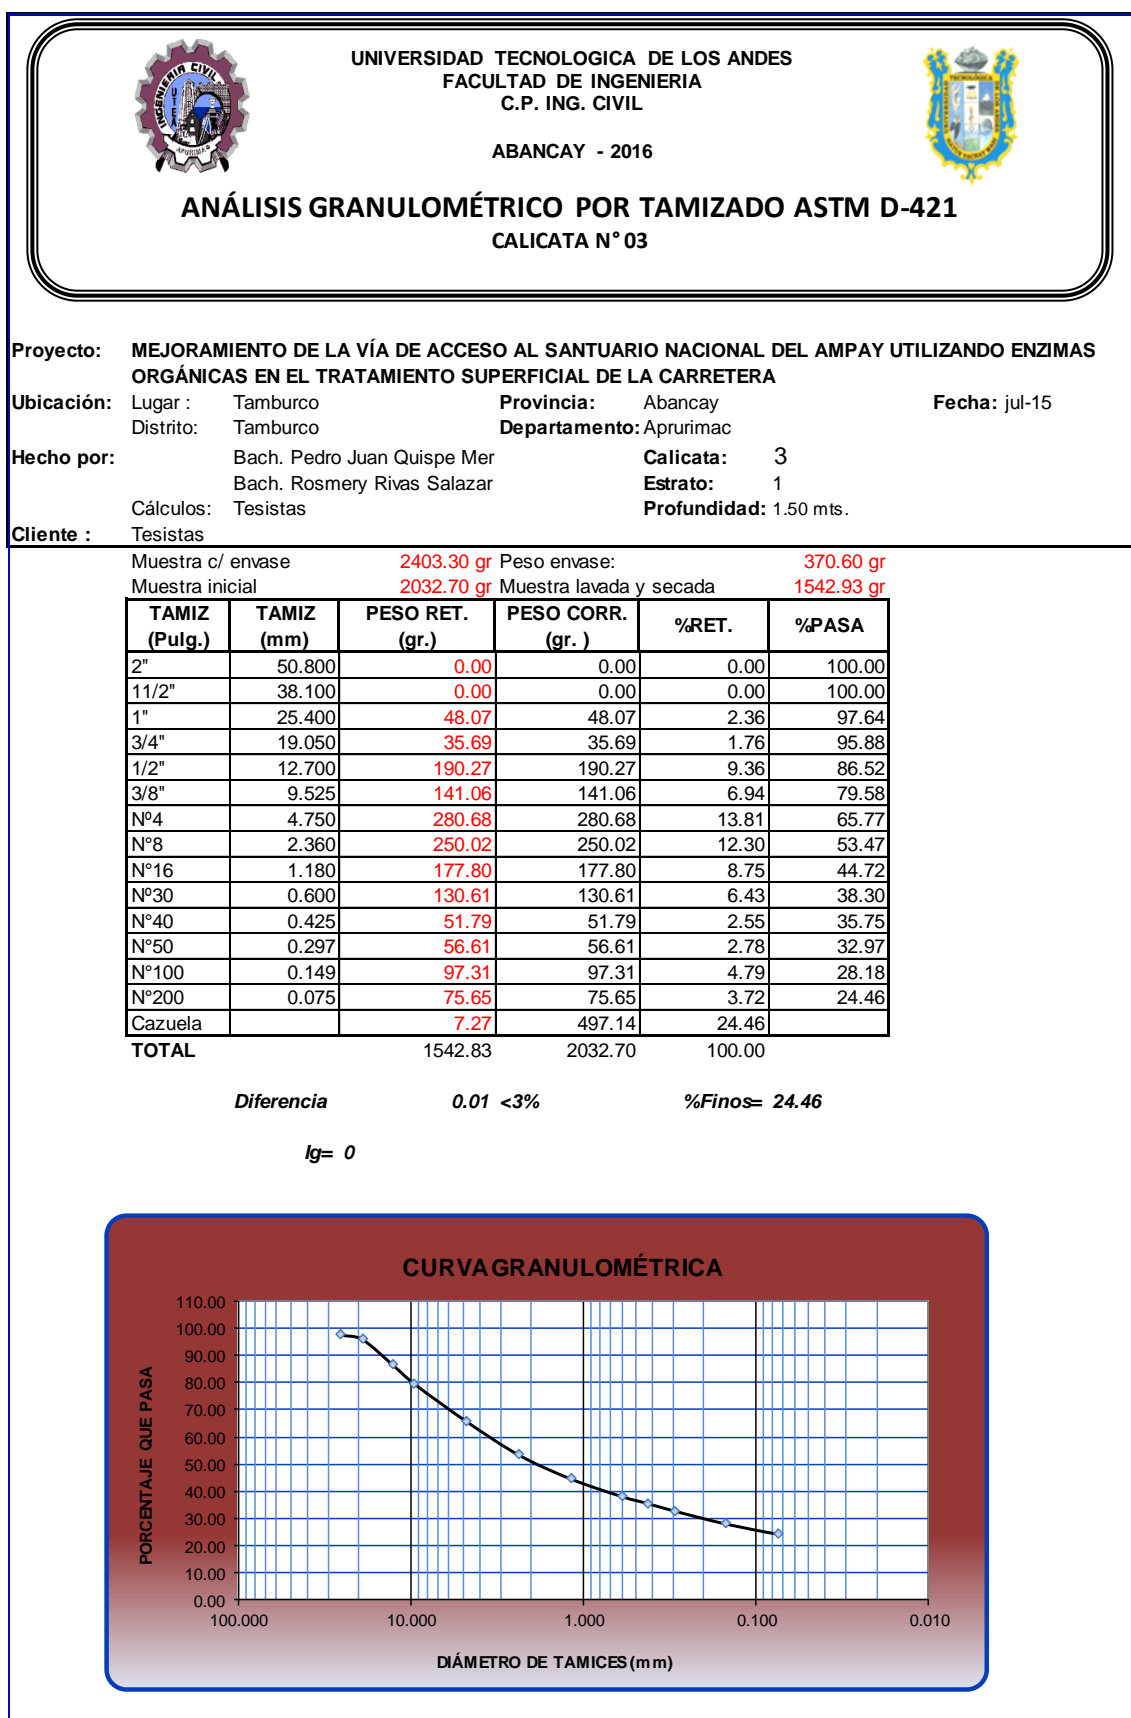 UNIVERSIDAD TECNOLOGICA DE LOS ANDES
FACULTAD DE INGENIERIA
C.P. ING. CIVIL
ABANCAY - 2016
INGENIERIA CIVIL
UTEA
APURIMAC
ANÁLISIS GRANULOMÉTRICO POR TAMIZADO ASTM D-421
CALICATA N° 03
Proyecto: MEJORAMIENTO DE LA VÍA DE ACCESO AL SANTUARIO NACIONAL DEL AMPAY UTILIZANDO ENZIMAS
ORGÁNICAS EN EL TRATAMIENTO SUPERFICIAL DE LA CARRETERA
Ubicación: Lugar : Tamburco Provincia: Abancay Fecha: jul-15
Distrito: Tamburco Departamento: Aprurimac
Hecho por: Bach. Pedro Juan Quispe Mer Calicata: 3
Bach. Rosmery Rivas Salazar Estrato: 1
Cálculos: Tesistas Profundidad: 1.50 mts.
Cliente : Tesistas
Muestra c/ envase 2403.30 gr Peso envase: 370.60 gr
Muestra inicial 2032.70 gr Muestra lavada y secada 1542.93 gr
TAMIZ TAMIZ PESO RET. PESO CORR. %RET. %PASA
(Pulg.) (mm) (gr.) (gr. )
2" 50.800 0.00 0.00 0.00 100.00
11/2" 38.100 0.00 0.00 0.00 100.00
1" 25.400 48.07 48.07 2.36 97.64
3/4" 19.050 35.69 35.69 1.76 95.88
1/2" 12.700 190.27 190.27 9.36 86.52
3/8" 9.525 141.06 141.06 6.94 79.58
Nº4 4.750 280.68 280.68 13.81 65.77
N°8 2.360 250.02 250.02 12.30 53.47
N°16 1.180 177.80 177.80 8.75 44.72
Nº30 0.600 130.61 130.61 6.43 38.30
N°40 0.425 51.79 51.79 2.55 35.75
N°50 0.297 56.61 56.61 2.78 32.97
N°100 0.149 97.31 97.31 4.79 28.18
N°200 0.075 75.65 75.65 3.72 24.46
Cazuela 7.27 497.14 24.46
TOTAL 1542.83 2032.70 100.00
Diferencia 0.01 <3% %Finos= 24.46
Ig= 0
CURVA GRANULOMÉTRICA
PORCENTAJE QUE PASA
110.00
100.00
90.00
80.00
70.00
60.00
50.00
40.00
30.00
20.00
10.00
0.00
100.000 10.000 1.000 0.100 0.010
DIÁMETRO DE TAMICES (mm)